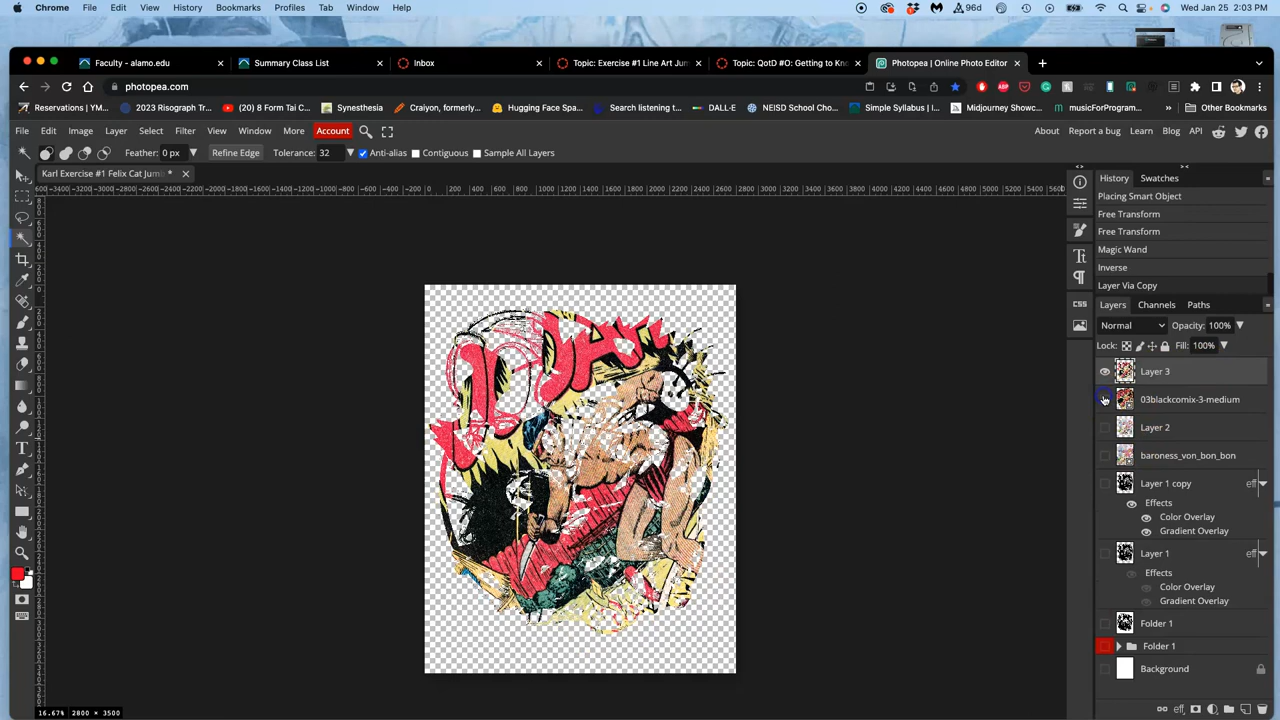 Chrome File Edit View History Bookmarks Profiles Tab Window Help 96d Wed Jan 25 2:03 PM
Faculty - alamo.edu × Summary Class List × Inbox × Topic: Exercise #1 Line Art Jum × Topic: QotD #O: Getting to Kno × Photopea | Online Photo Editor ×
photopea.com
Reservations | YM... 2023 Risograph Tr... (20) 8 Form Tai C... Synesthesia Craiyon, formerly... Hugging Face Spa... Search listening t... DALL-E NEISD School Cho... Simple Syllabus | L... Midjourney Showc... musicForProgram... » Other Bookmarks
File Edit Image Layer Select Filter View Window More Account About Report a bug Learn Blog API
Feather: 0 px Refine Edge Tolerance: 32 Anti-alias Contiguous Sample All Layers
Karl Exercise #1 Felix Cat Jum *
History Swatches
Placing Smart Object
Free Transform
Free Transform
Magic Wand
Inverse
Layer Via Copy
Layers Channels Paths
Normal Opacity: 100%
Lock: Fill: 100%
Layer 3
03blackcomix-3-medium
Layer 2
baroness_von_bon_bon
Layer 1 copy eff
Effects
Color Overlay
Gradient Overlay
Layer 1 eff
Effects
Color Overlay
Gradient Overlay
Folder 1
Folder 1
Background
eff
16.67% 2800 × 3500